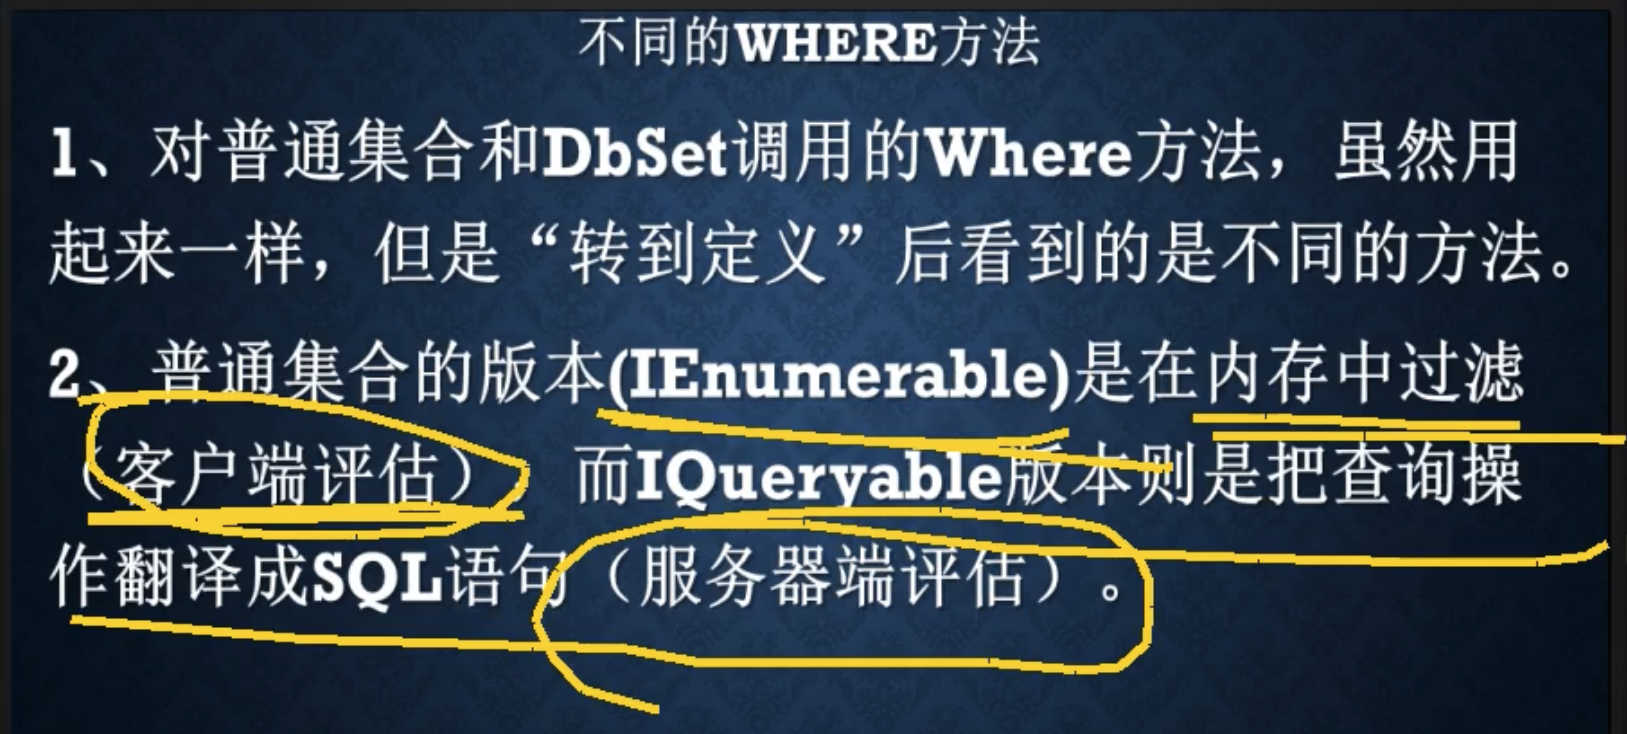 不同的WHERE方法
1、对普通集合和DbSet调用的Where方法，虽然用
起来一样，但是“转到定义”后看到的是不同的方法。
2、普通集合的版本(IEnumerable)是在内存中过滤
（客户端评估），而IQueryable版本则是把查询操
作翻译成SQL语句（服务器端评估）。